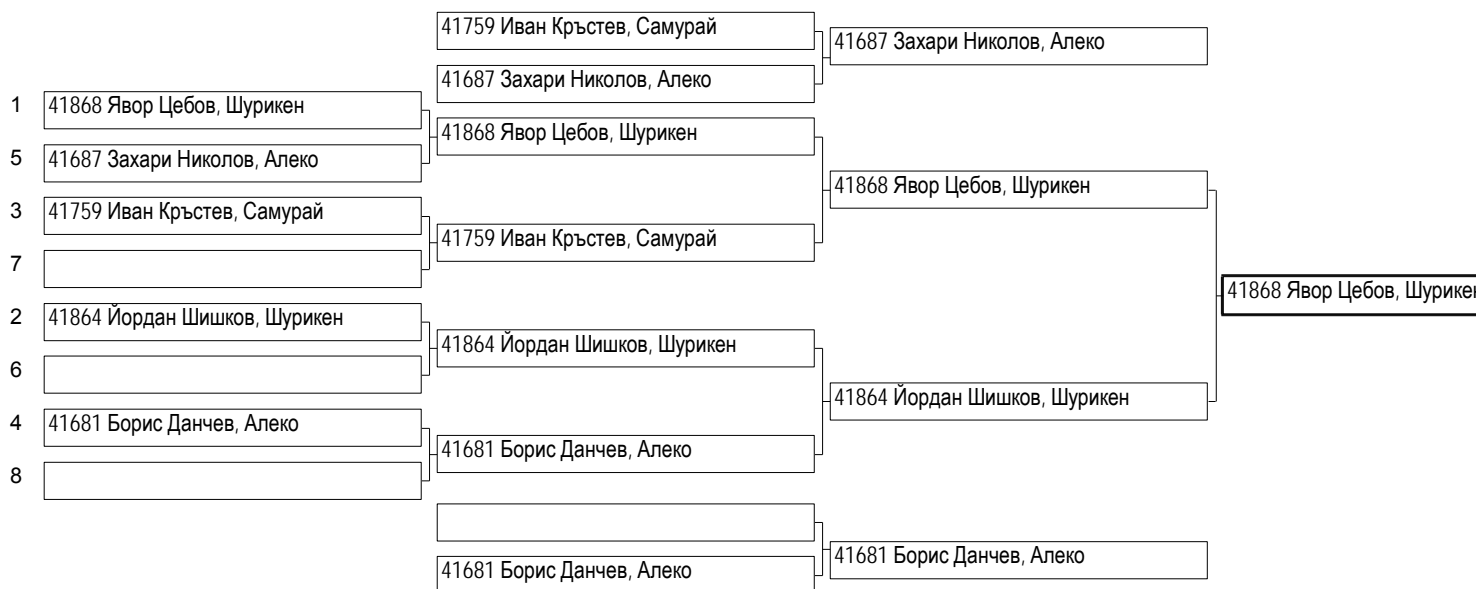 41759 Иван Кръстев, Самурай
41687 Захари Николов, Алеко
41687 Захари Николов, Алеко
1 41868 Явор Цебов, Шурикен
41868 Явор Цебов, Шурикен
5 41687 Захари Николов, Алеко
41868 Явор Цебов, Шурикен
3 41759 Иван Кръстев, Самурай
41759 Иван Кръстев, Самурай
7
41868 Явор Цебов, Шурикен
2 41864 Йордан Шишков, Шурикен
41864 Йордан Шишков, Шурикен
6
41864 Йордан Шишков, Шурикен
4 41681 Борис Данчев, Алеко
41681 Борис Данчев, Алеко
8
41681 Борис Данчев, Алеко
41681 Борис Данчев, Алеко